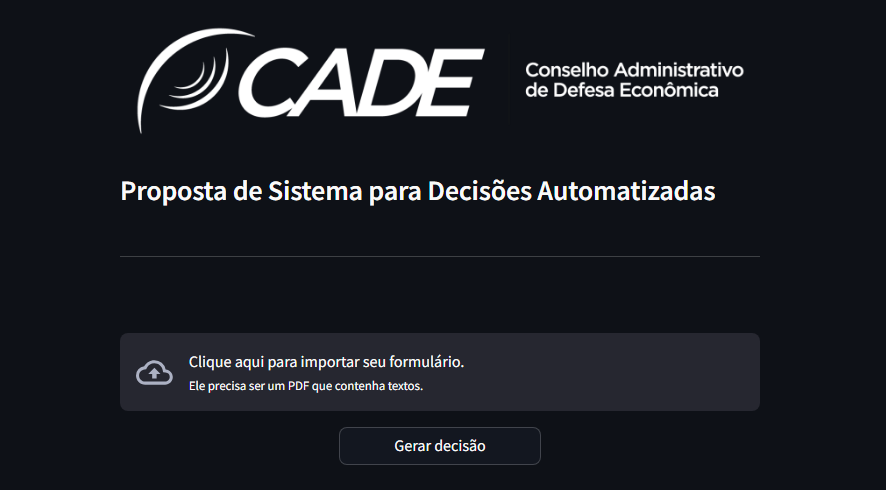 CADE
Conselho Administrativo
de Defesa Econômica
Proposta de Sistema para Decisões Automatizadas
Clique aqui para importar seu formulário.
Ele precisa ser um PDF que contenha textos.
Gerar decisão